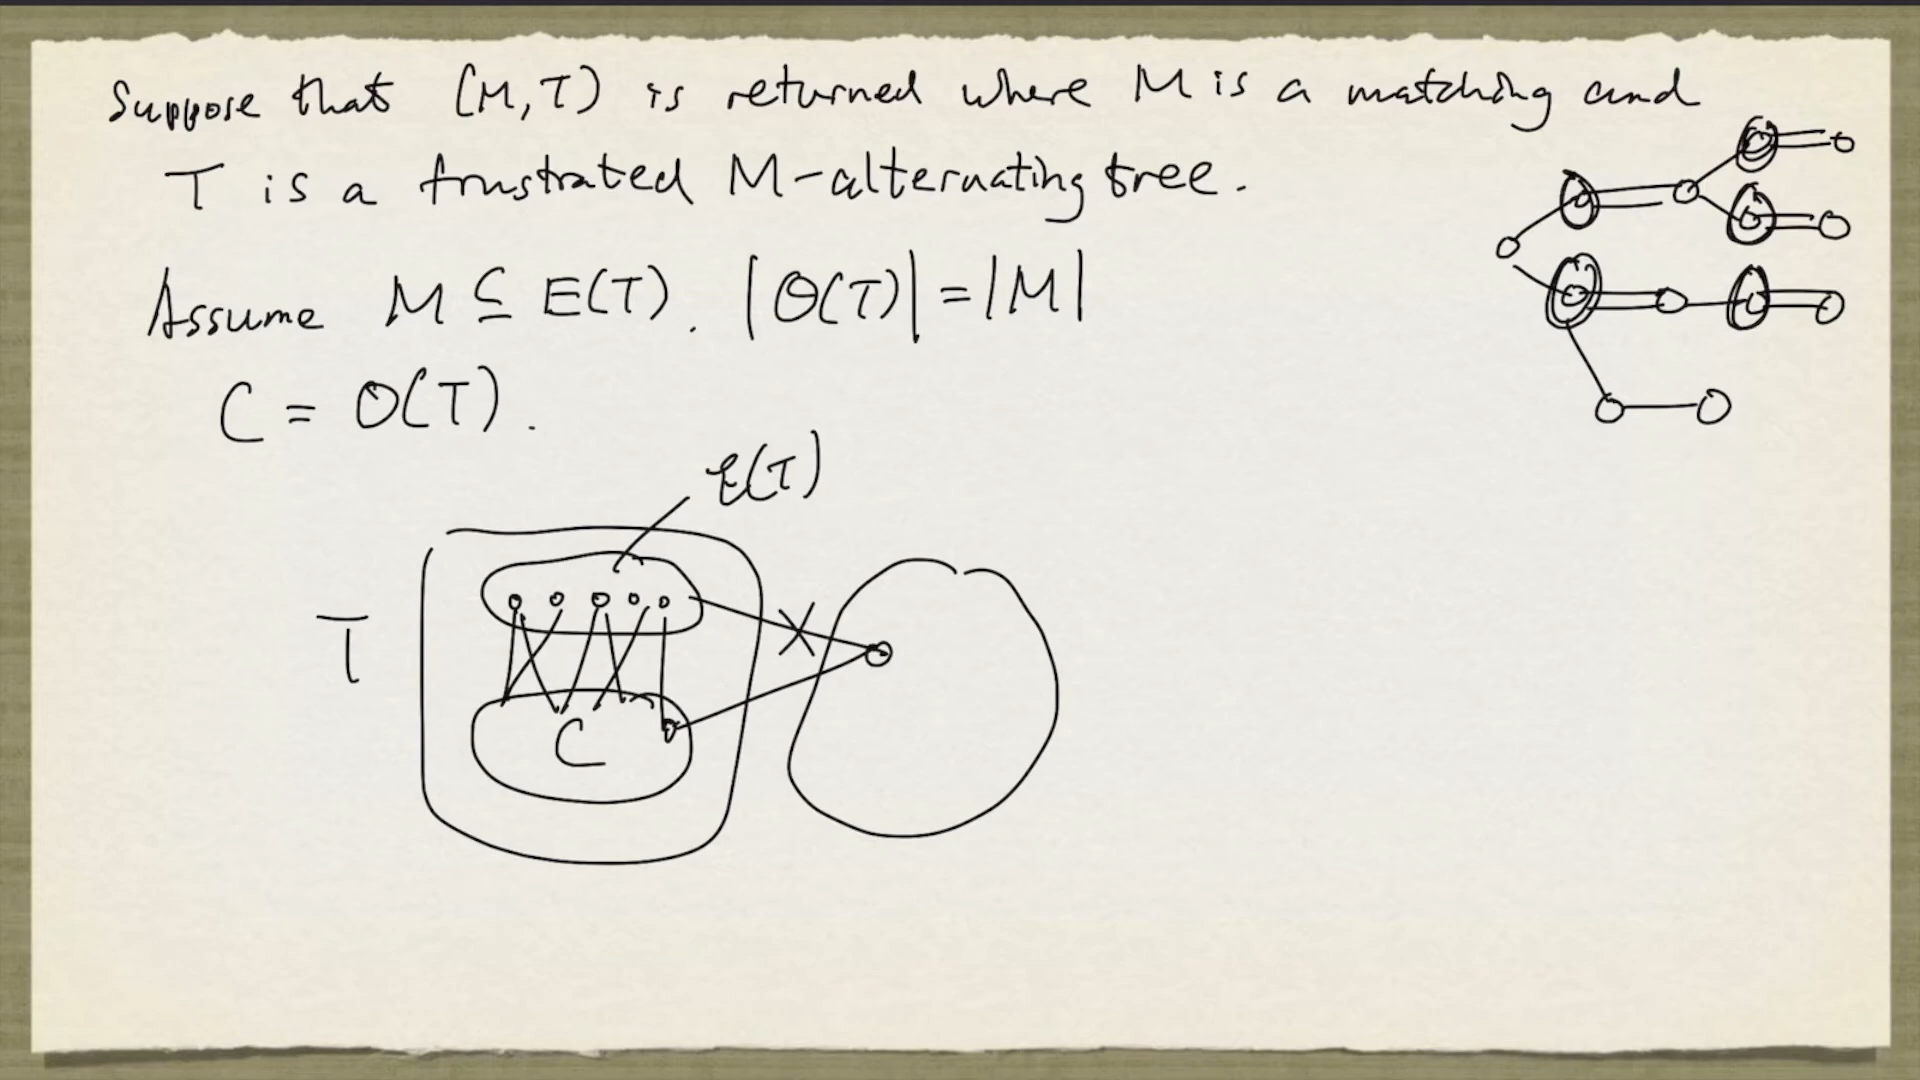 Suppose that (M,T) is returned where M is a matching and
T is a frustrated M-alternating tree.
Assume M ⊆ E(T). |O(T)| = |M|
C = O(T).
ℰ(T)
T
C